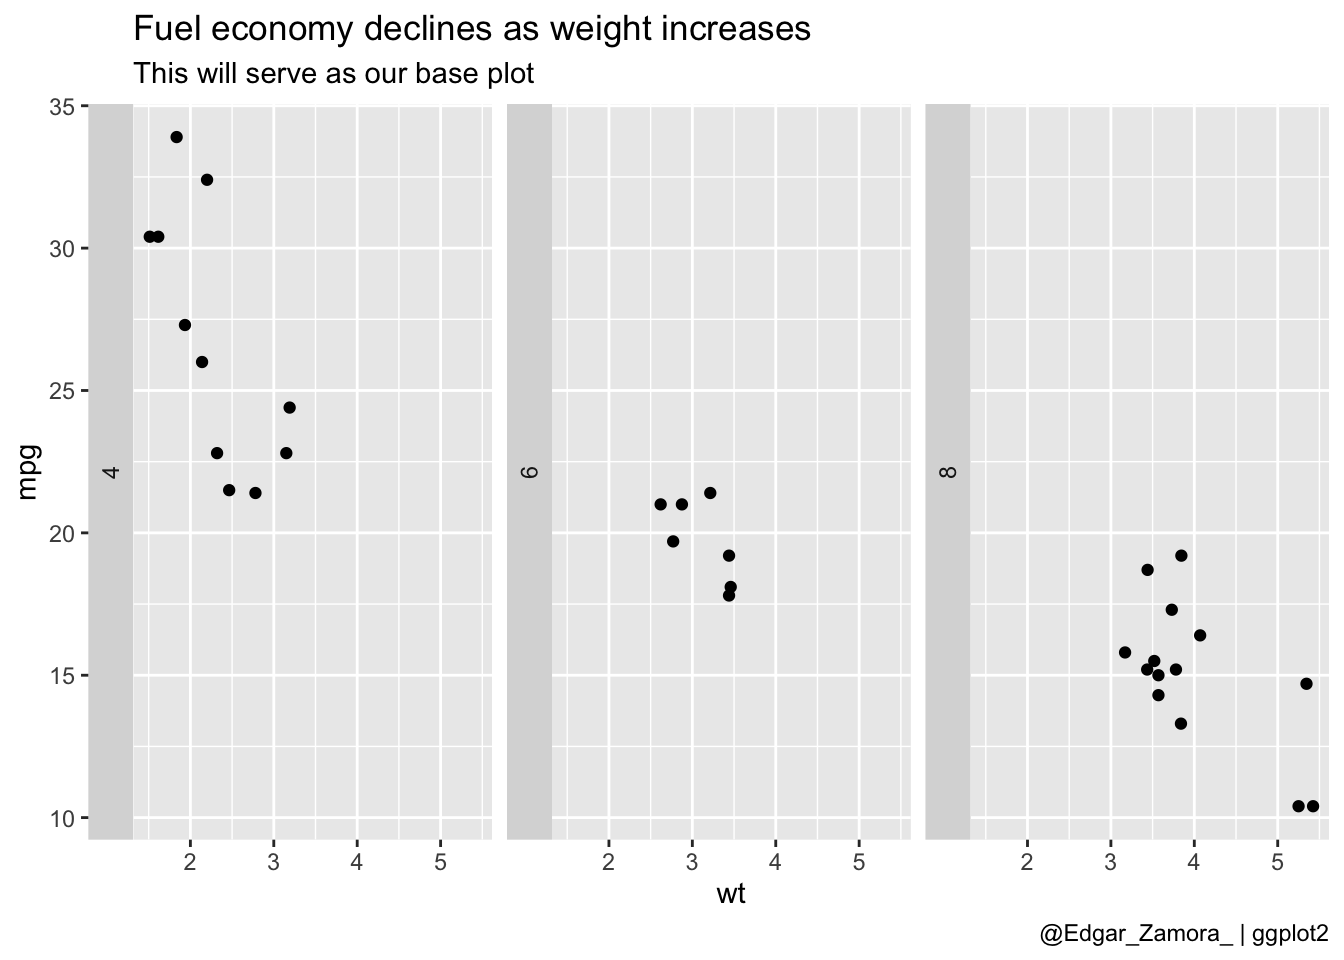 Fuel economy declines as weight increases
This will serve as our base plot
35
30
25
20
15
10
mpg
4
6
8
2 3 4 5
2 3 4 5
2 3 4 5
wt
@Edgar_Zamora_ | ggplot2